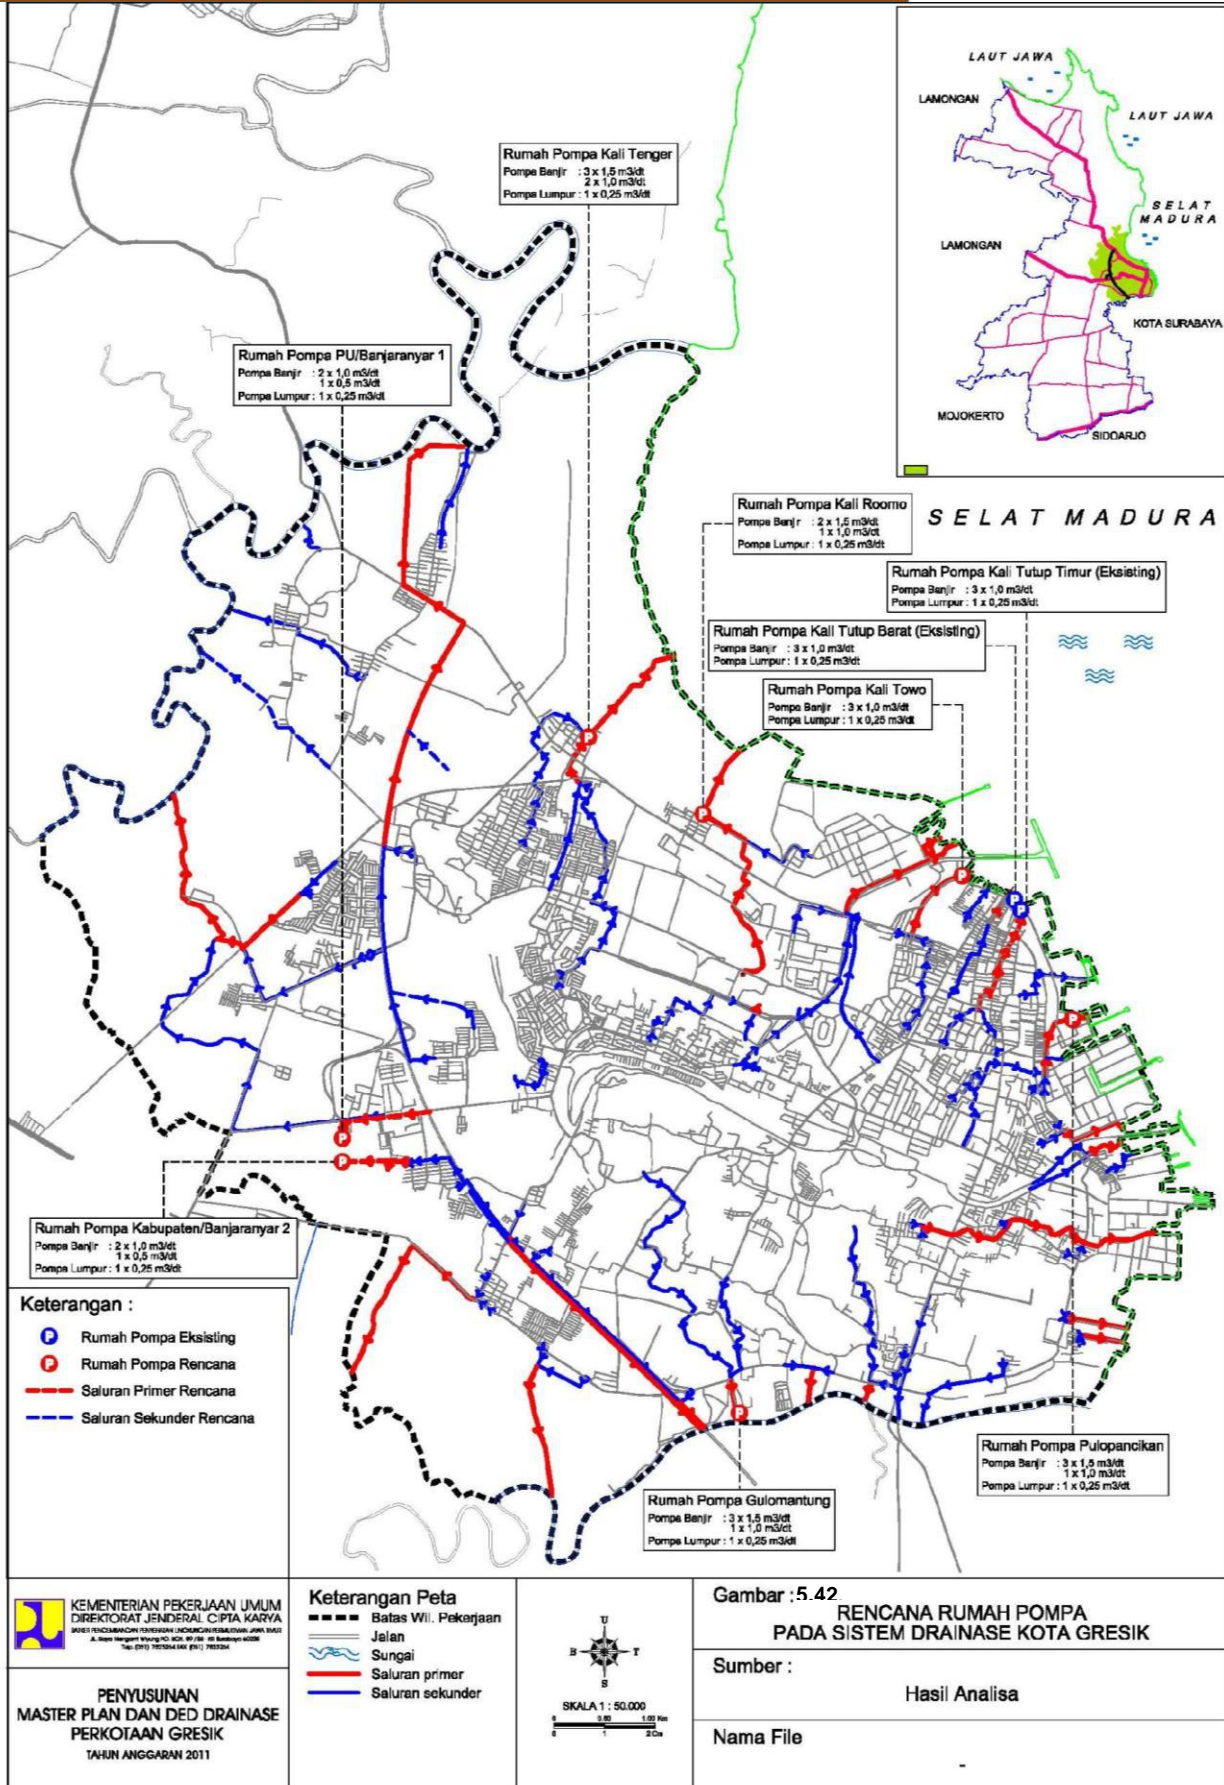 LAUT JAWA
LAMONGAN
LAUT JAWA
SELAT
MADURA
LAMONGAN
KOTA SURABAYA
MOJOKERTO
SIDOARJO
Rumah Pompa Kali Tenger
Pompa Banjir : 3 x 1,5 m3/dt
2 x 1,0 m3/dt
Pompa Lumpur : 1 x 0,25 m3/dt
Rumah Pompa PU/Banjaranyar 1
Pompa Banjir : 2 x 1,0 m3/dt
1 x 0,5 m3/dt
Pompa Lumpur : 1 x 0,25 m3/dt
Rumah Pompa Kali Roomo
Pompa Banjir : 2 x 1,5 m3/dt
1 x 1,0 m3/dt
Pompa Lumpur : 1 x 0,25 m3/dt
SELAT MADURA
Rumah Pompa Kali Tutup Timur (Eksisting)
Pompa Banjir : 3 x 1,0 m3/dt
Pompa Lumpur : 1 x 0,25 m3/dt
Rumah Pompa Kali Tutup Barat (Eksisting)
Pompa Banjir : 3 x 1,0 m3/dt
Pompa Lumpur : 1 x 0,25 m3/dt
Rumah Pompa Kali Towo
Pompa Banjir : 3 x 1,0 m3/dt
Pompa Lumpur : 1 x 0,25 m3/dt
P
P
P
P
P
P
P
P
P
Rumah Pompa Kabupaten/Banjaranyar 2
Pompa Banjir : 2 x 1,0 m3/dt
1 x 0,5 m3/dt
Pompa Lumpur : 1 x 0,25 m3/dt
Rumah Pompa Pulopancikan
Pompa Banjir : 3 x 1,5 m3/dt
1 x 1,0 m3/dt
Pompa Lumpur : 1 x 0,25 m3/dt
Rumah Pompa Gulomantung
Pompa Banjir : 3 x 1,5 m3/dt
1 x 1,0 m3/dt
Pompa Lumpur : 1 x 0,25 m3/dt
Keterangan :
P Rumah Pompa Eksisting
P Rumah Pompa Rencana
Saluran Primer Rencana
Saluran Sekunder Rencana
KEMENTERIAN PEKERJAAN UMUM
DIREKTORAT JENDERAL CIPTA KARYA
PENYUSUNAN
MASTER PLAN DAN DED DRAINASE
PERKOTAAN GRESIK
TAHUN ANGGARAN 2011
Keterangan Peta
Batas Wil. Pekerjaan
Jalan
Sungai
Saluran primer
Saluran sekunder
U
B T
S
SKALA 1 : 50.000
0 0.50 1.00 Km
0 1 2 Cm
Gambar : 5.42.
RENCANA RUMAH POMPA
PADA SISTEM DRAINASE KOTA GRESIK
Sumber :
Hasil Analisa
Nama File
-